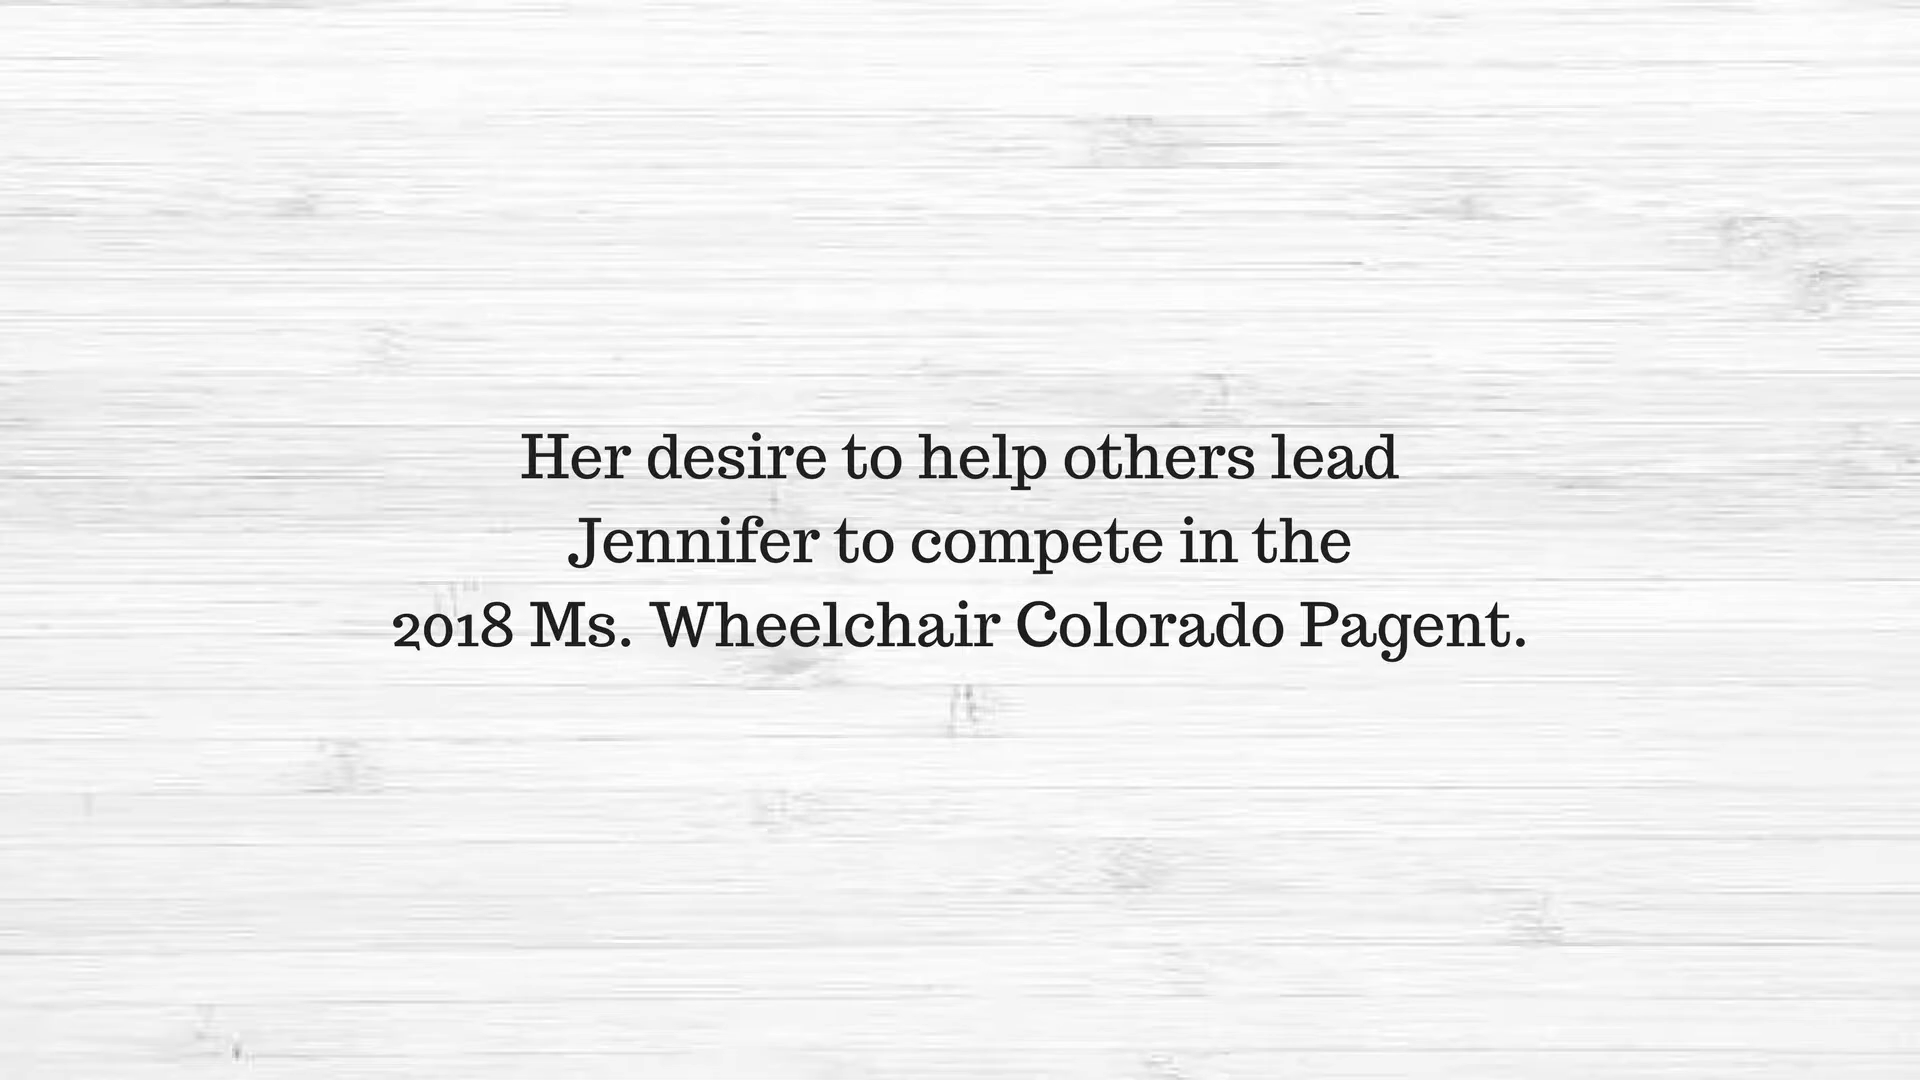 Her desire to help others lead
Jennifer to compete in the
2018 Ms. Wheelchair Colorado Pagent.